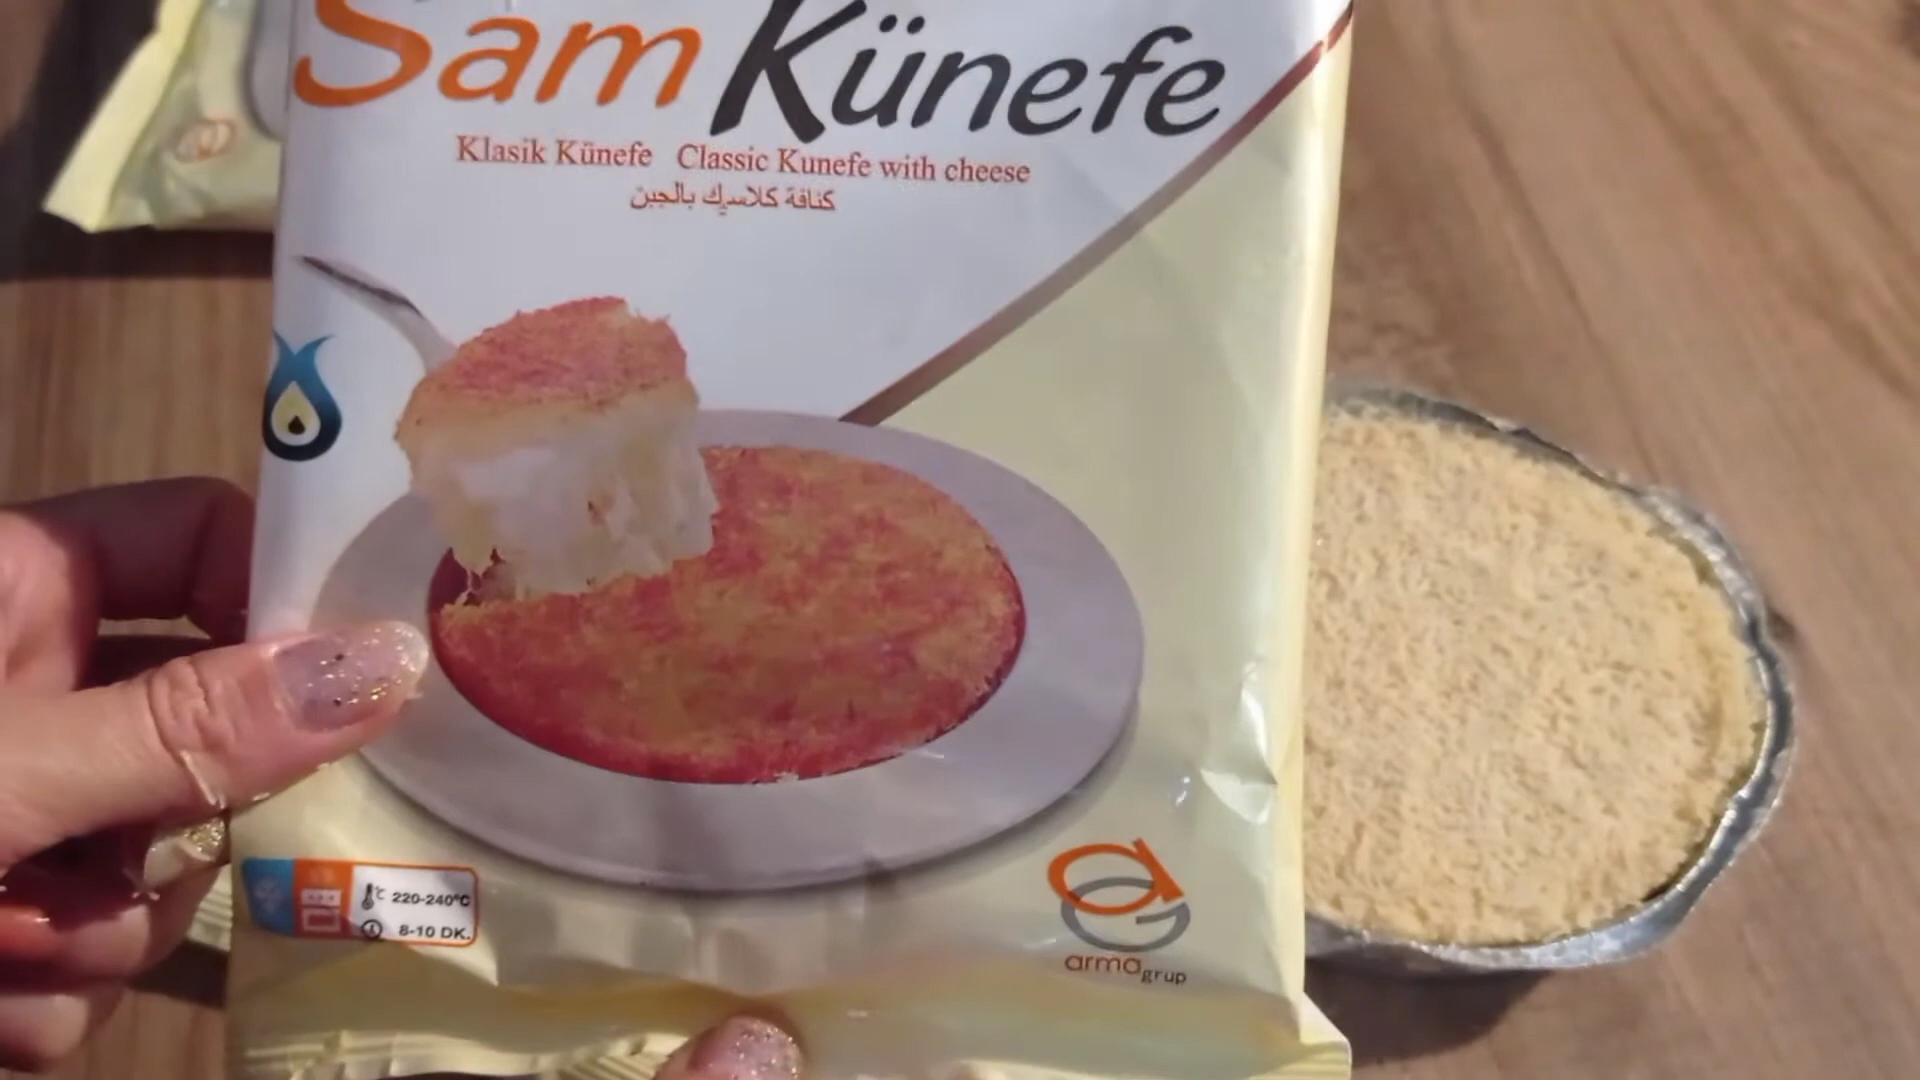 Sam Künefe
Klasik Künefe Classic Kunefe with cheese
كنافة كلاسيك بالجبن
°C 220-240°C
8-10 DK.
arma grup